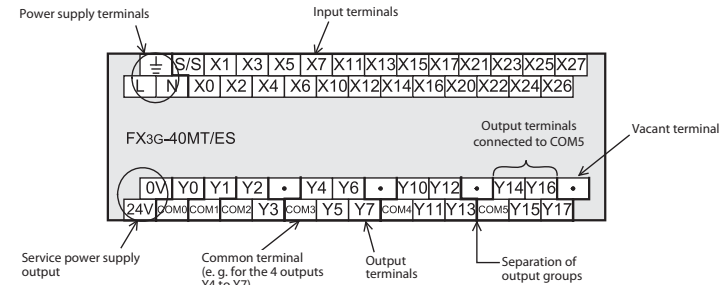 Power supply terminals
Input terminals
⏚ S/S X1 X3 X5 X7 X11 X13 X15 X17 X21 X23 X25 X27
L N X0 X2 X4 X6 X10 X12 X14 X16 X20 X22 X24 X26
FX3G-40MT/ES
Output terminals
connected to COM5
Vacant terminal
0V Y0 Y1 Y2 • Y4 Y6 • Y10 Y12 • Y14 Y16 •
24V COM0 COM1 COM2 Y3 COM3 Y5 Y7 COM4 Y11 Y13 COM5 Y15 Y17
Service power supply
output
Common terminal
(e. g. for the 4 outputs
Y4 to Y7)
Output
terminals
Separation of
output groups